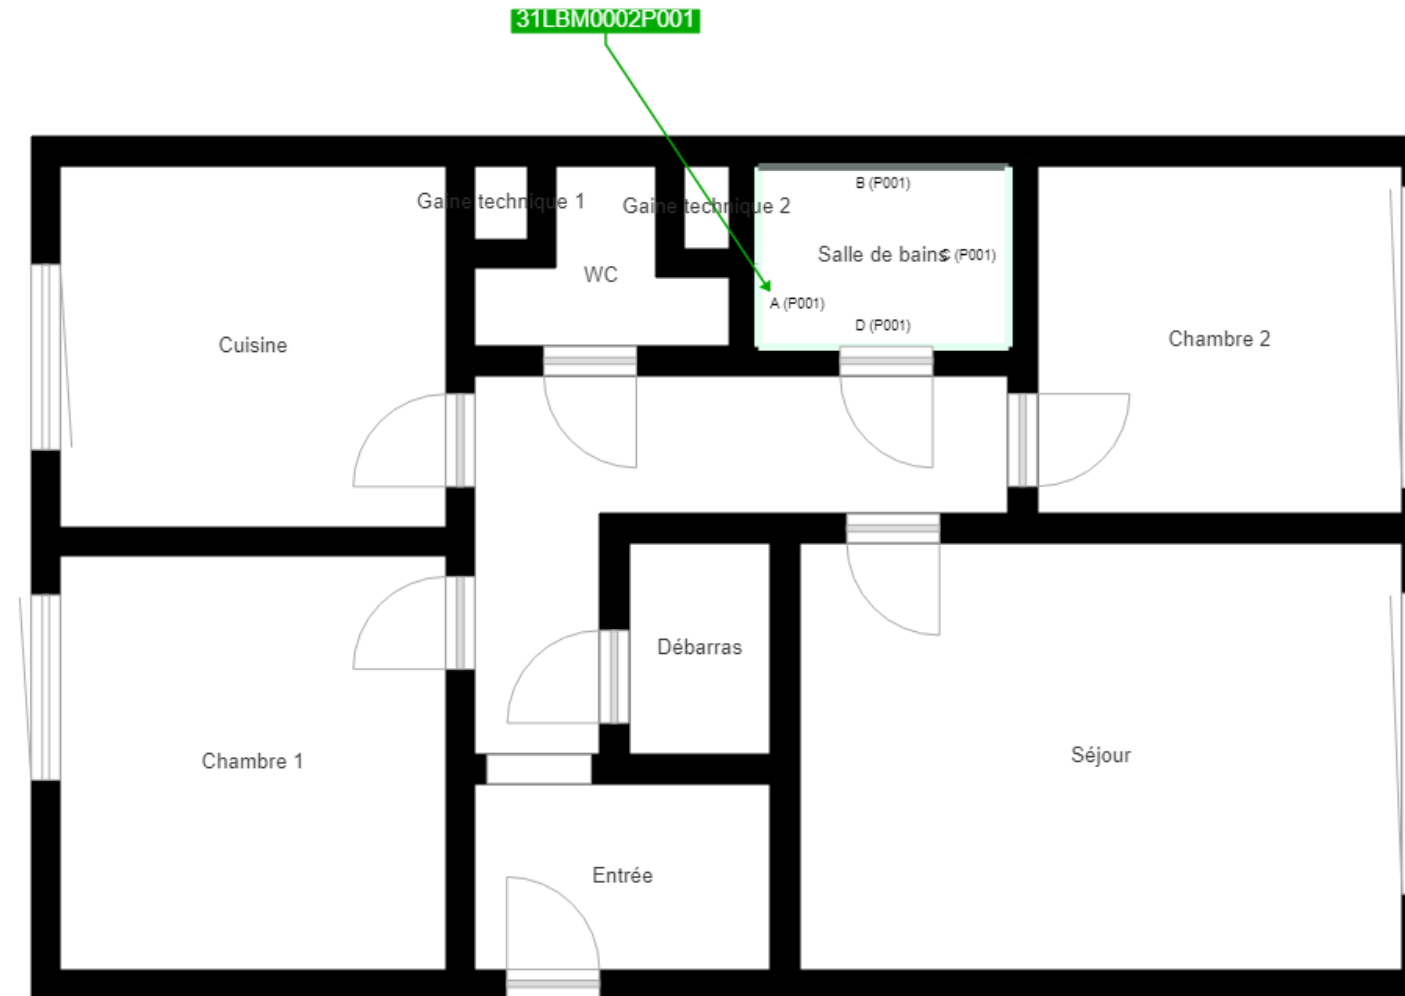 31LBM0002P001
B (P001)
Gaine technique 1
Gaine technique 2
Salle de bains
C (P001)
WC
A (P001)
D (P001)
Cuisine
Chambre 2
Débarras
Chambre 1
Séjour
Entrée